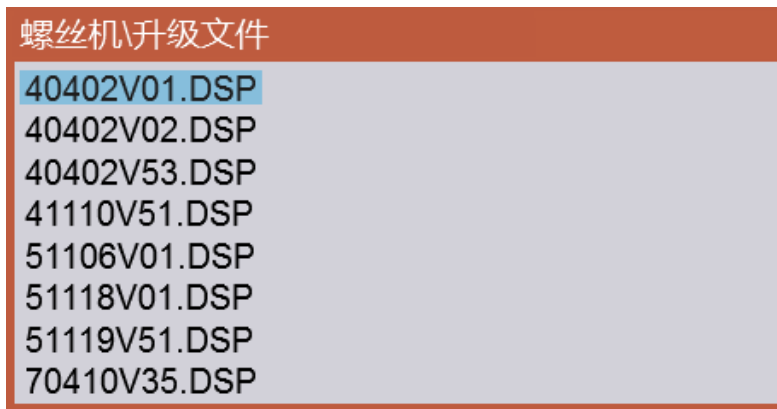 螺丝机\升级文件
40402V01.DSP
40402V02.DSP
40402V53.DSP
41110V51.DSP
51106V01.DSP
51118V01.DSP
51119V51.DSP
70410V35.DSP